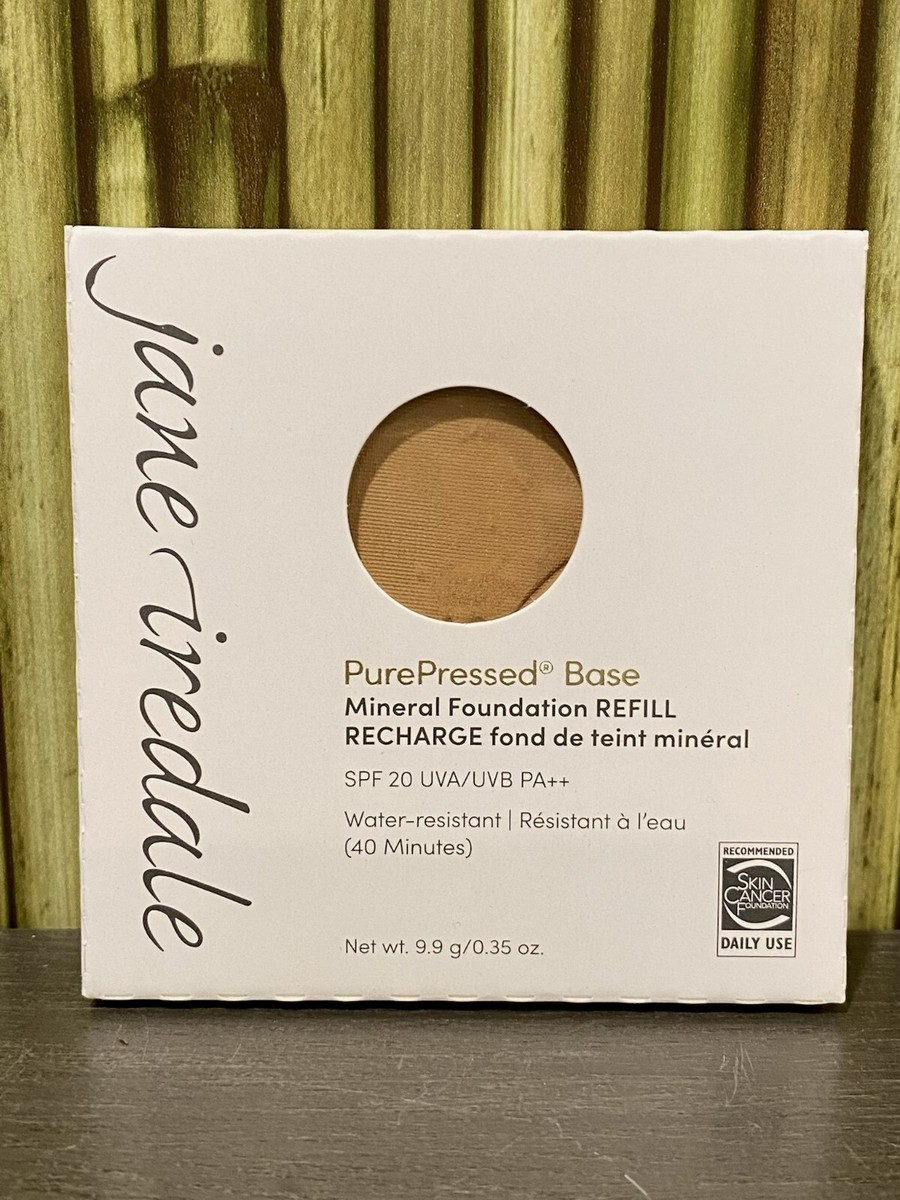 jane iredale
PurePressed® Base
Mineral Foundation REFILL
RECHARGE fond de teint minéral
SPF 20 UVA/UVB PA++
Water-resistant | Résistant à l'eau
(40 Minutes)
Net wt. 9.9 g/0.35 oz.
RECOMMENDED
SKIN
CANCER
FOUNDATION
DAILY USE